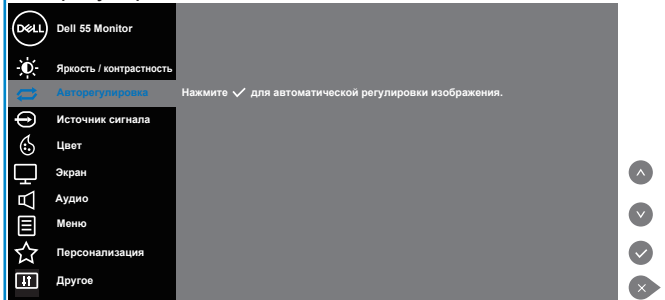 DELL
Dell 55 Monitor
Яркость / контрастность
Авторегулировка
Нажмите ✓ для автоматической регулировки изображения.
Источник сигнала
Цвет
Экран
Аудио
Меню
Персонализация
Другое